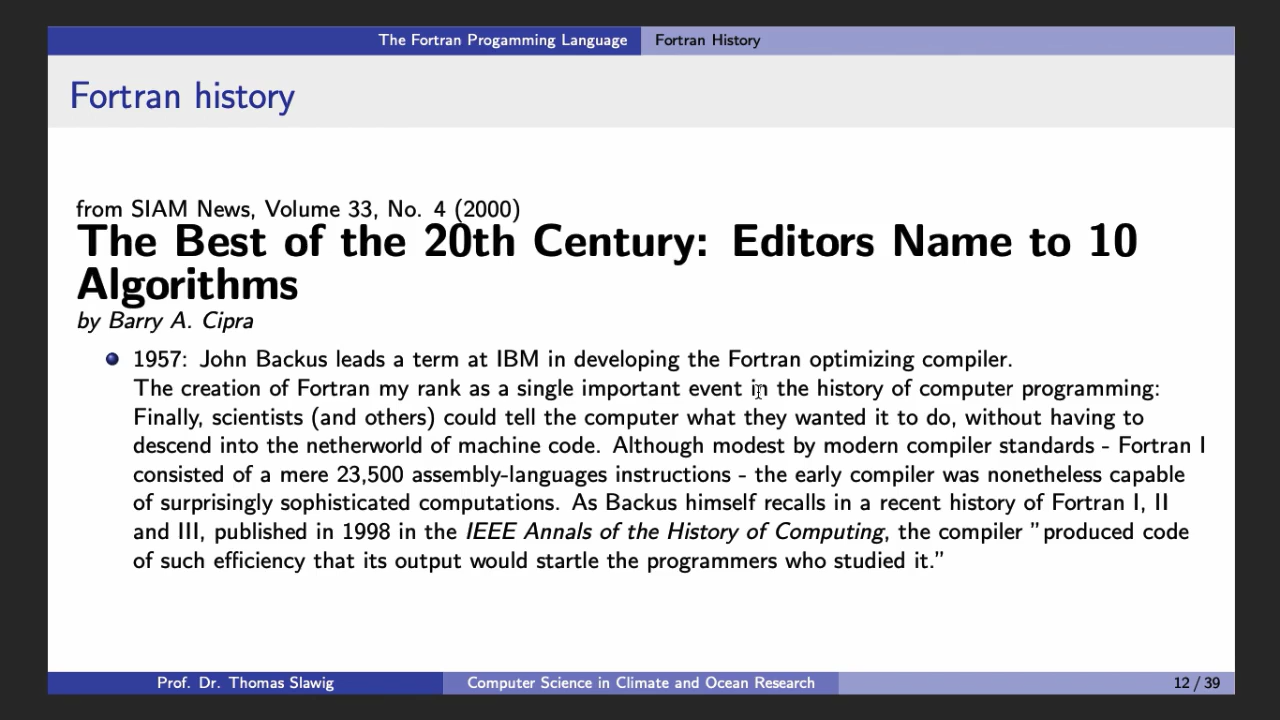 The Fortran Progamming Language Fortran History
Fortran history
from SIAM News, Volume 33, No. 4 (2000)
The Best of the 20th Century: Editors Name to 10
Algorithms
by Barry A. Cipra
1957: John Backus leads a term at IBM in developing the Fortran optimizing compiler.
The creation of Fortran my rank as a single important event in the history of computer programming:
Finally, scientists (and others) could tell the computer what they wanted it to do, without having to
descend into the netherworld of machine code. Although modest by modern compiler standards - Fortran I
consisted of a mere 23,500 assembly-languages instructions - the early compiler was nonetheless capable
of surprisingly sophisticated computations. As Backus himself recalls in a recent history of Fortran I, II
and III, published in 1998 in the IEEE Annals of the History of Computing, the compiler "produced code
of such efficiency that its output would startle the programmers who studied it."
Prof. Dr. Thomas Slawig Computer Science in Climate and Ocean Research 12 / 39